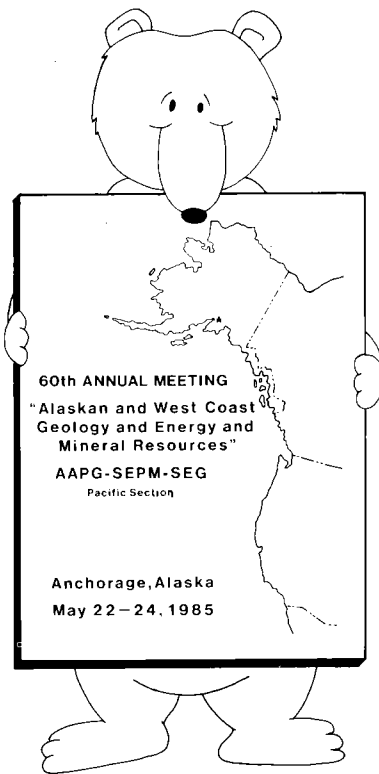 60th ANNUAL MEETING
"Alaskan and West Coast
Geology and Energy and
Mineral Resources"
AAPG-SEPM-SEG
Pacific Section
Anchorage, Alaska
May 22-24, 1985